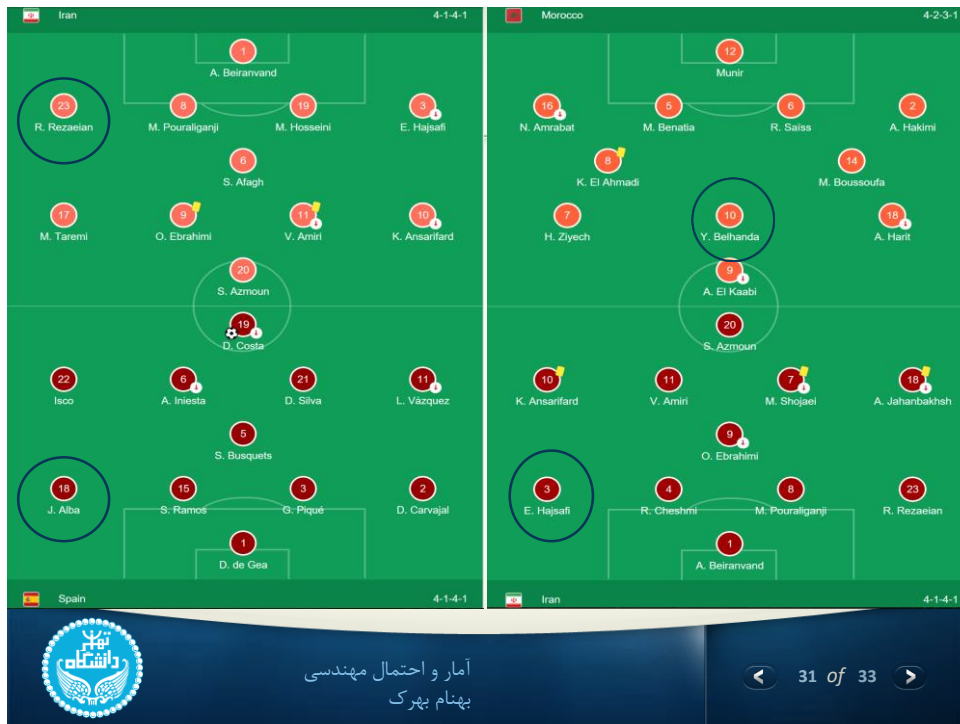 Iran 4-1-4-1
1
A. Beiranvand
23 8 19 3
R. Rezaeian M. Pouraliganji M. Hosseini E. Hajsafi
6
S. Afagh
17 9 11 10
M. Taremi O. Ebrahimi V. Amiri K. Ansarifard
20
S. Azmoun
19
D. Costa
22 6 21 11
Isco A. Iniesta D. Silva L. Vázquez
5
S. Busquets
18 15 3 2
J. Alba S. Ramos G. Piqué D. Carvajal
1
D. de Gea
Spain 4-1-4-1
Morocco 4-2-3-1
12
Munir
16 5 6 2
N. Amrabat M. Benatia R. Saïss A. Hakimi
8 14
K. El Ahmadi M. Boussoufa
7 10 18
H. Ziyech Y. Belhanda A. Harit
9
A. El Kaabi
20
S. Azmoun
10 11 7 18
K. Ansarifard V. Amiri M. Shojaei A. Jahanbakhsh
9
O. Ebrahimi
3 4 8 23
E. Hajsafi R. Cheshmi M. Pouraliganji R. Rezaeian
1
A. Beiranvand
Iran 4-1-4-1
دانشگاه تهران
آمار و احتمال مهندسی
بهنام بهرک
31 of 33